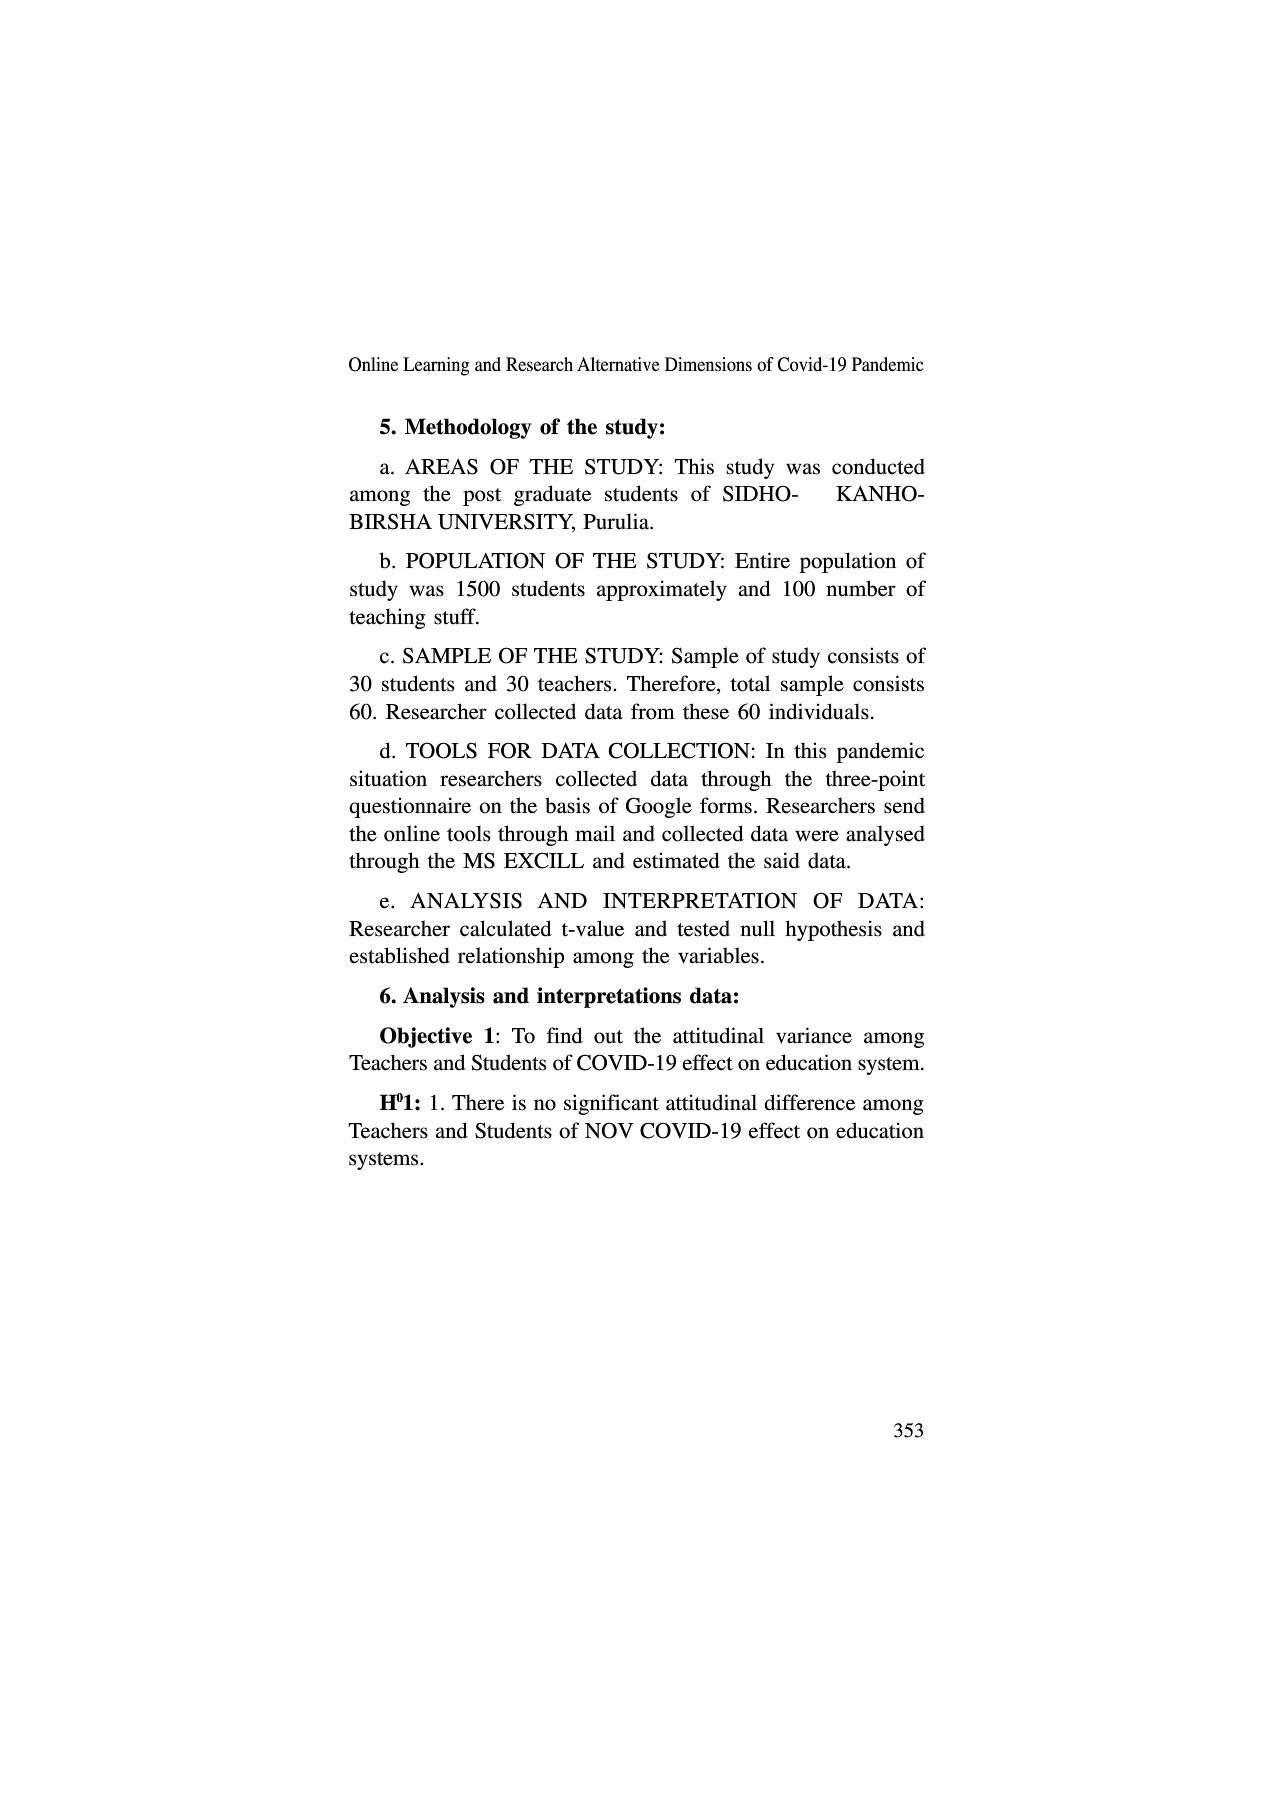 Online Learning and Research Alternative Dimensions of Covid-19 Pandemic
5. Methodology of the study:
a. AREAS OF THE STUDY: This study was conducted
among the post graduate students of SIDHO- KANHO-
BIRSHA UNIVERSITY, Purulia.
b. POPULATION OF THE STUDY: Entire population of
study was 1500 students approximately and 100 number of
teaching stuff.
c. SAMPLE OF THE STUDY: Sample of study consists of
30 students and 30 teachers. Therefore, total sample consists
60. Researcher collected data from these 60 individuals.
d. TOOLS FOR DATA COLLECTION: In this pandemic
situation researchers collected data through the three-point
questionnaire on the basis of Google forms. Researchers send
the online tools through mail and collected data were analysed
through the MS EXCILL and estimated the said data.
e. ANALYSIS AND INTERPRETATION OF DATA:
Researcher calculated t-value and tested null hypothesis and
established relationship among the variables.
6. Analysis and interpretations data:
Objective 1: To find out the attitudinal variance among
Teachers and Students of COVID-19 effect on education system.
H⁰1: 1. There is no significant attitudinal difference among
Teachers and Students of NOV COVID-19 effect on education
systems.
353